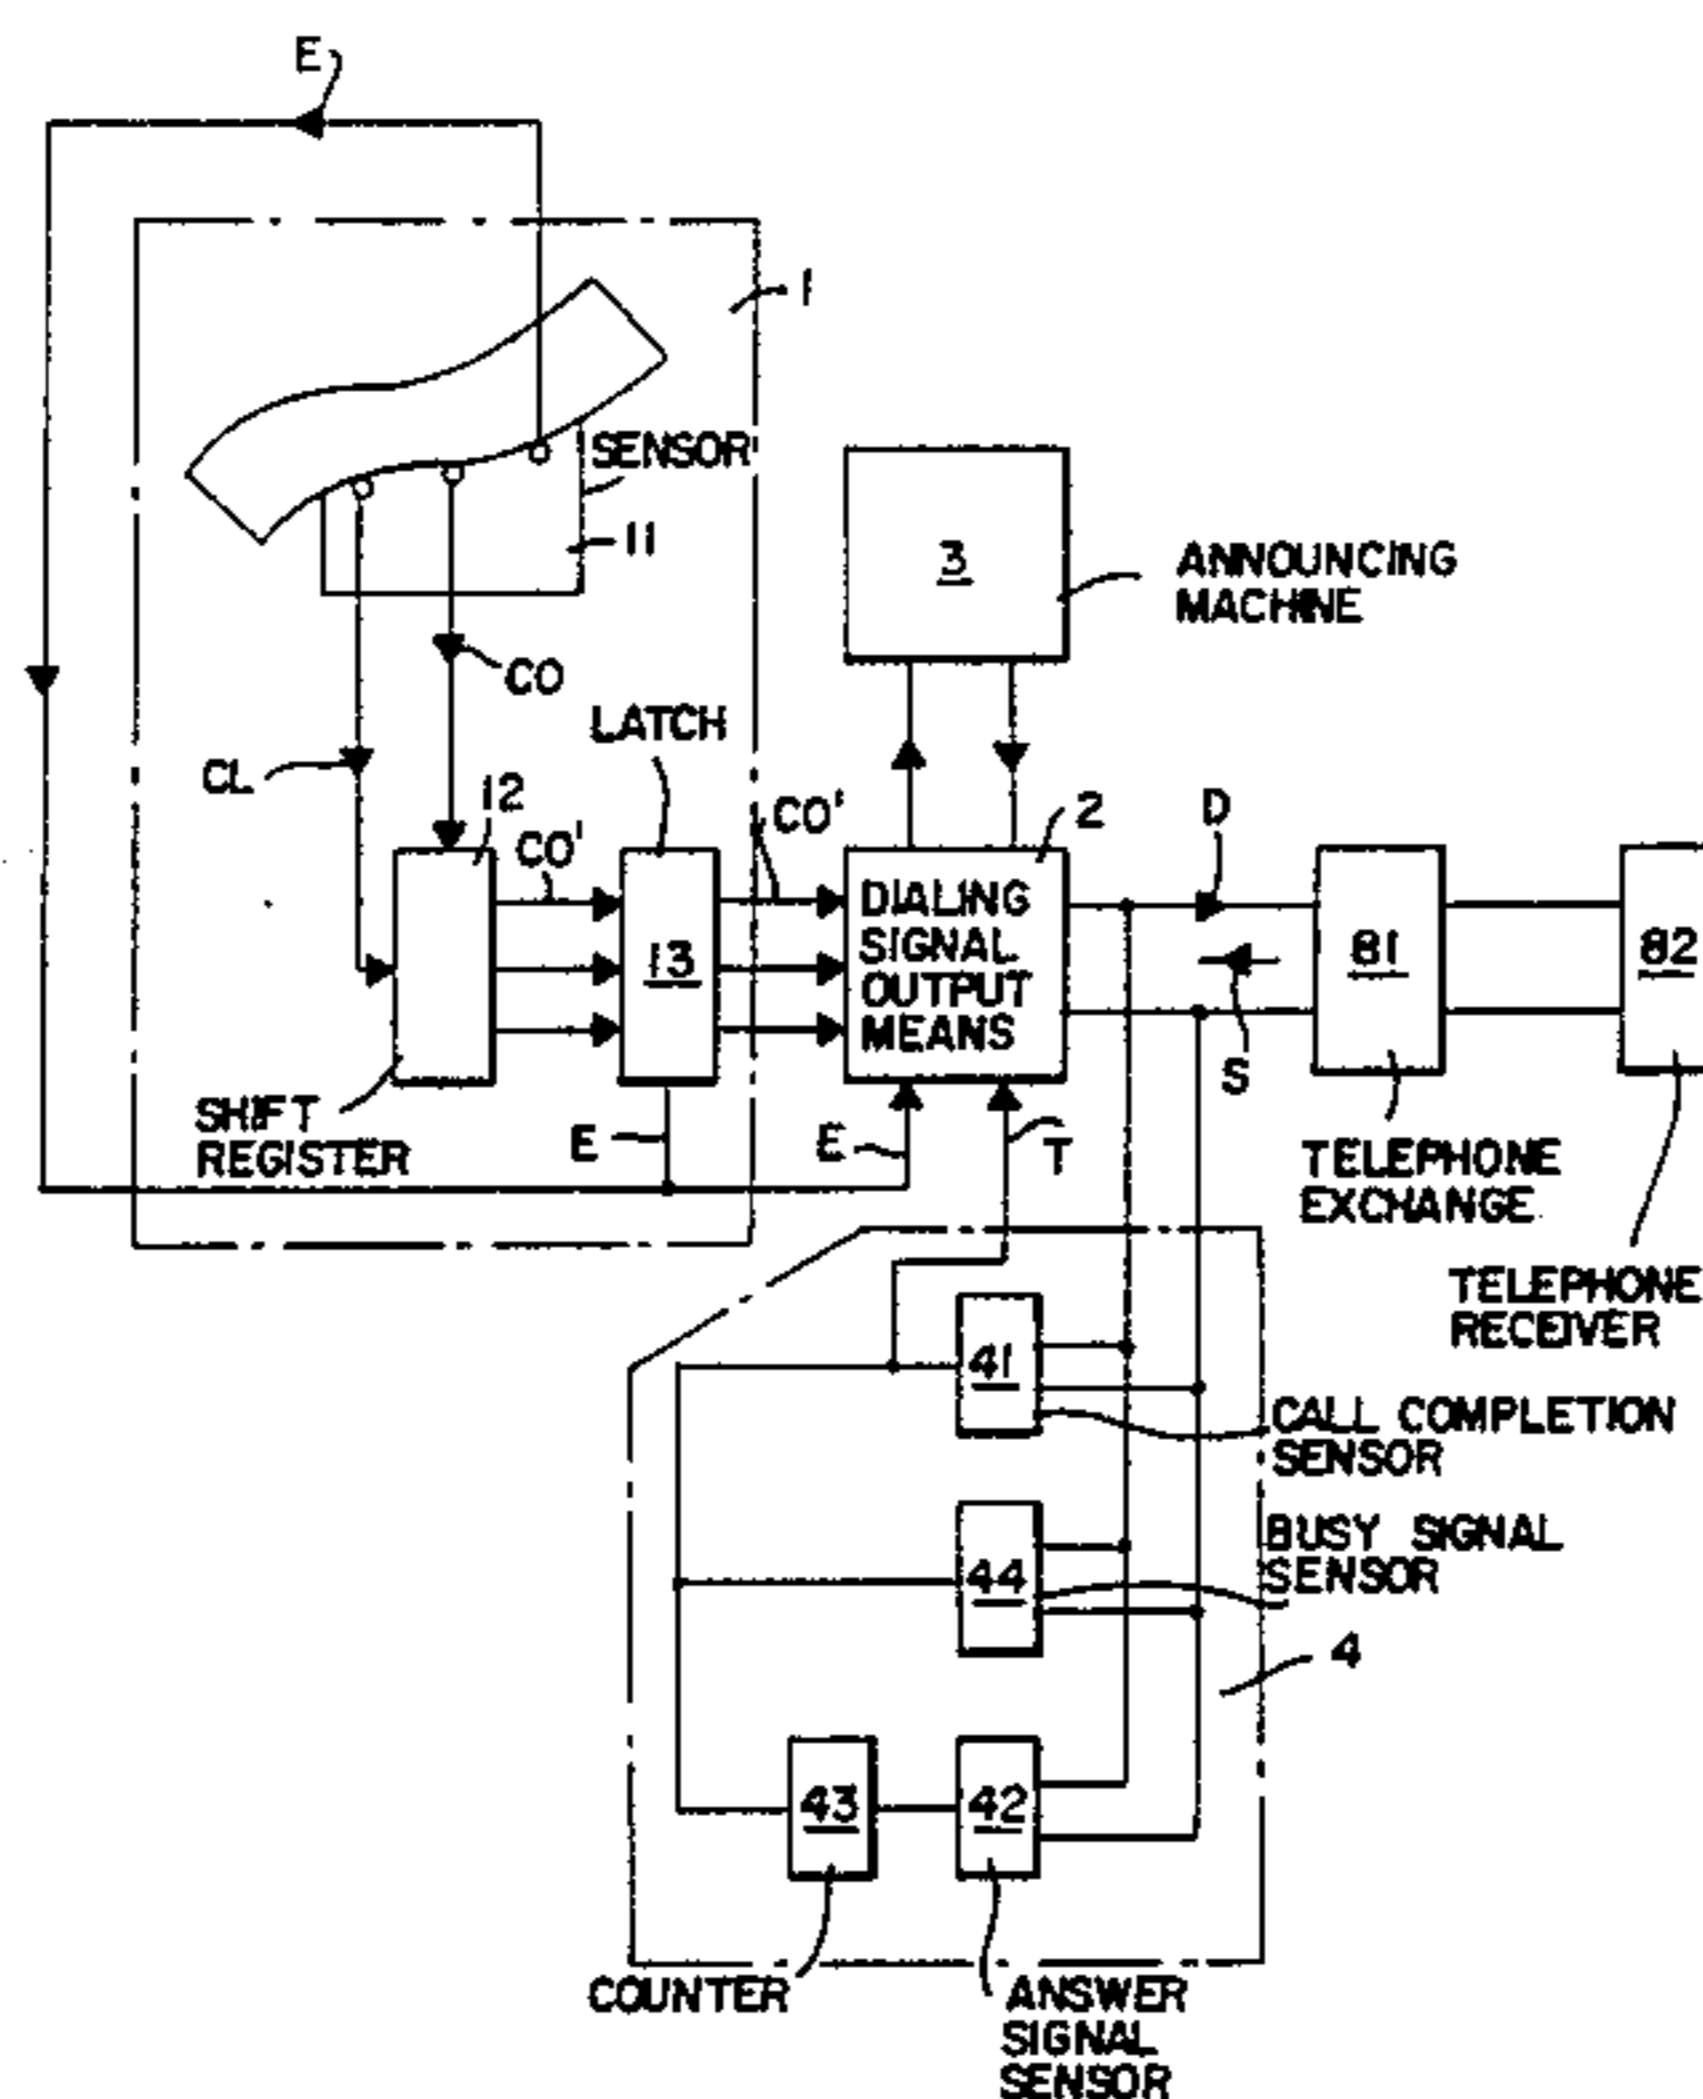 E
1
SENSOR
11
3
ANNOUNCING
MACHINE
CO
LATCH
CL
12
CO'
CO'
2
D
DIALING
SIGNAL
OUTPUT
MEANS
13
81
82
S
SHIFT
REGISTER
E
E
T
TELEPHONE
EXCHANGE
TELEPHONE
RECEIVER
41
CALL COMPLETION
SENSOR
BUSY SIGNAL
SENSOR
44
4
43
42
COUNTER
ANSWER
SIGNAL
SENSOR